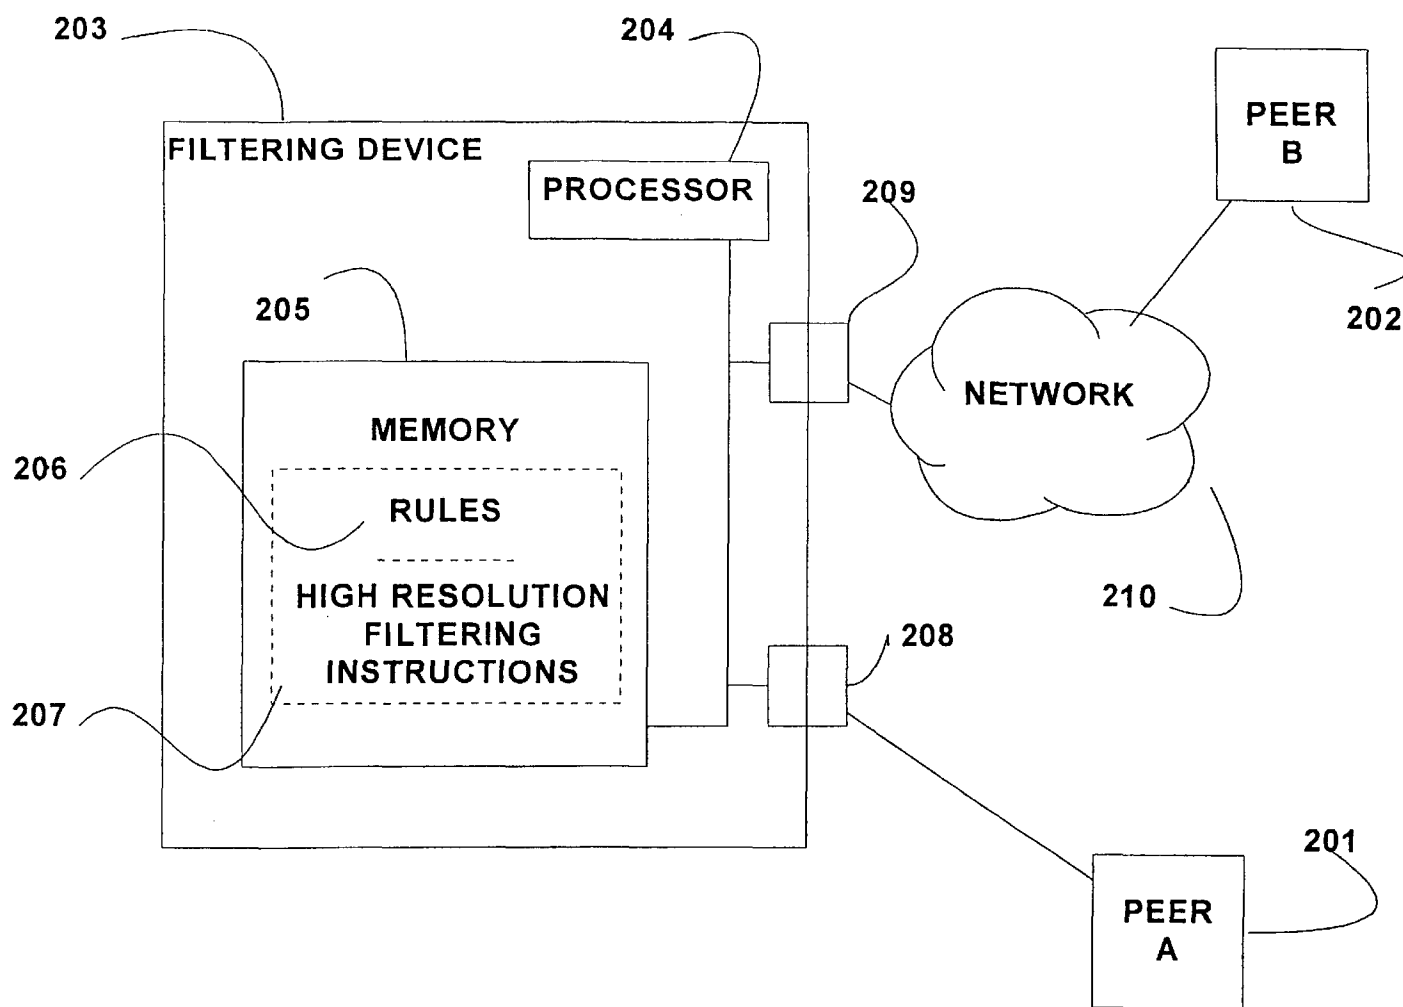 203
204
PEER
B
FILTERING DEVICE
PROCESSOR
209
205
202
NETWORK
MEMORY
206
RULES
HIGH RESOLUTION
FILTERING
INSTRUCTIONS
210
208
207
201
PEER
A